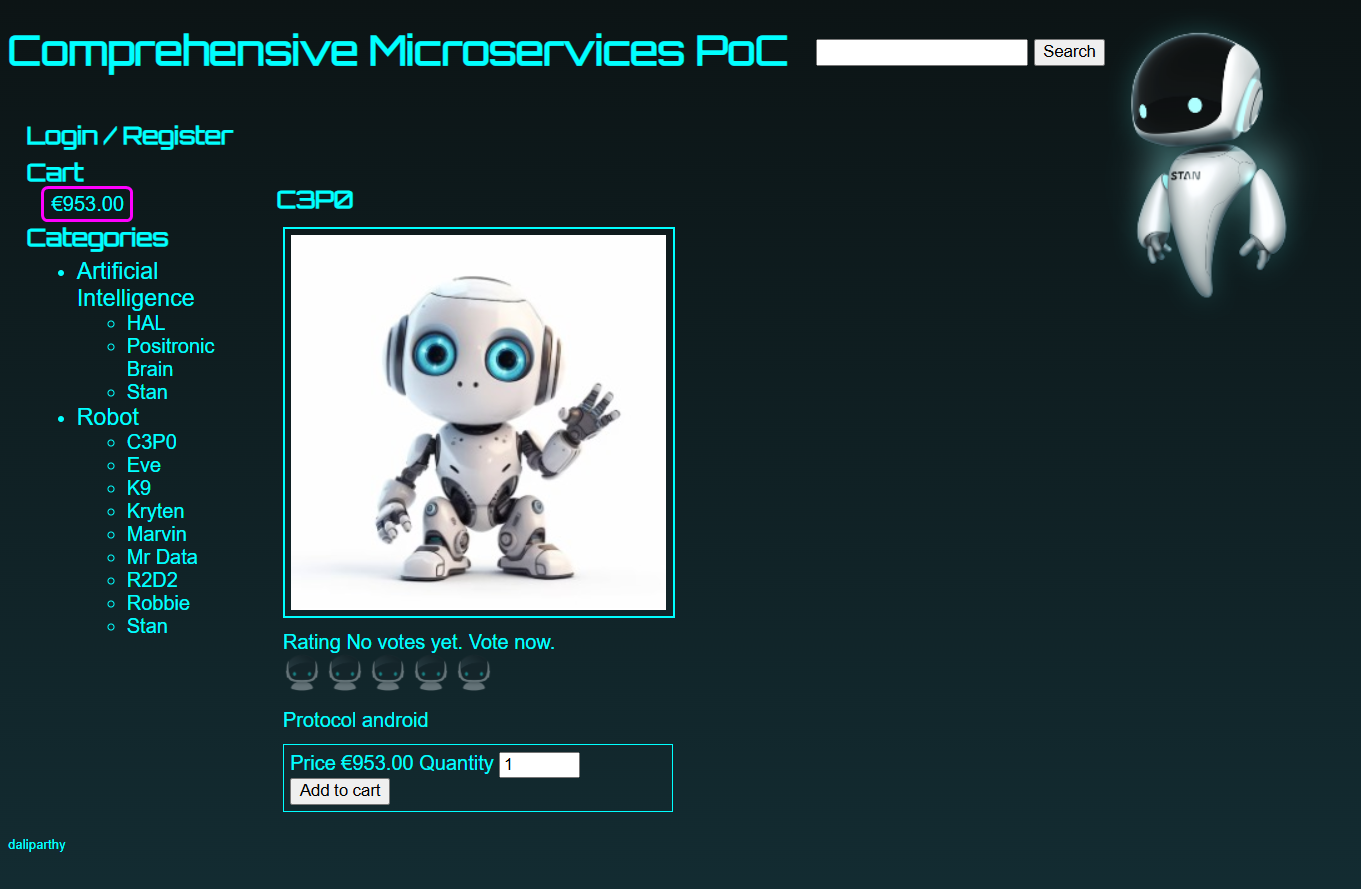 Comprehensive Microservices PoC
Search
STAN
Login / Register
Cart
€953.00
Categories
Artificial
Intelligence
HAL
Positronic
Brain
Stan
Robot
C3P0
Eve
K9
Kryten
Marvin
Mr Data
R2D2
Robbie
Stan
C3P0
Rating No votes yet. Vote now.
Protocol android
Price €953.00 Quantity 1
Add to cart
daliparthy